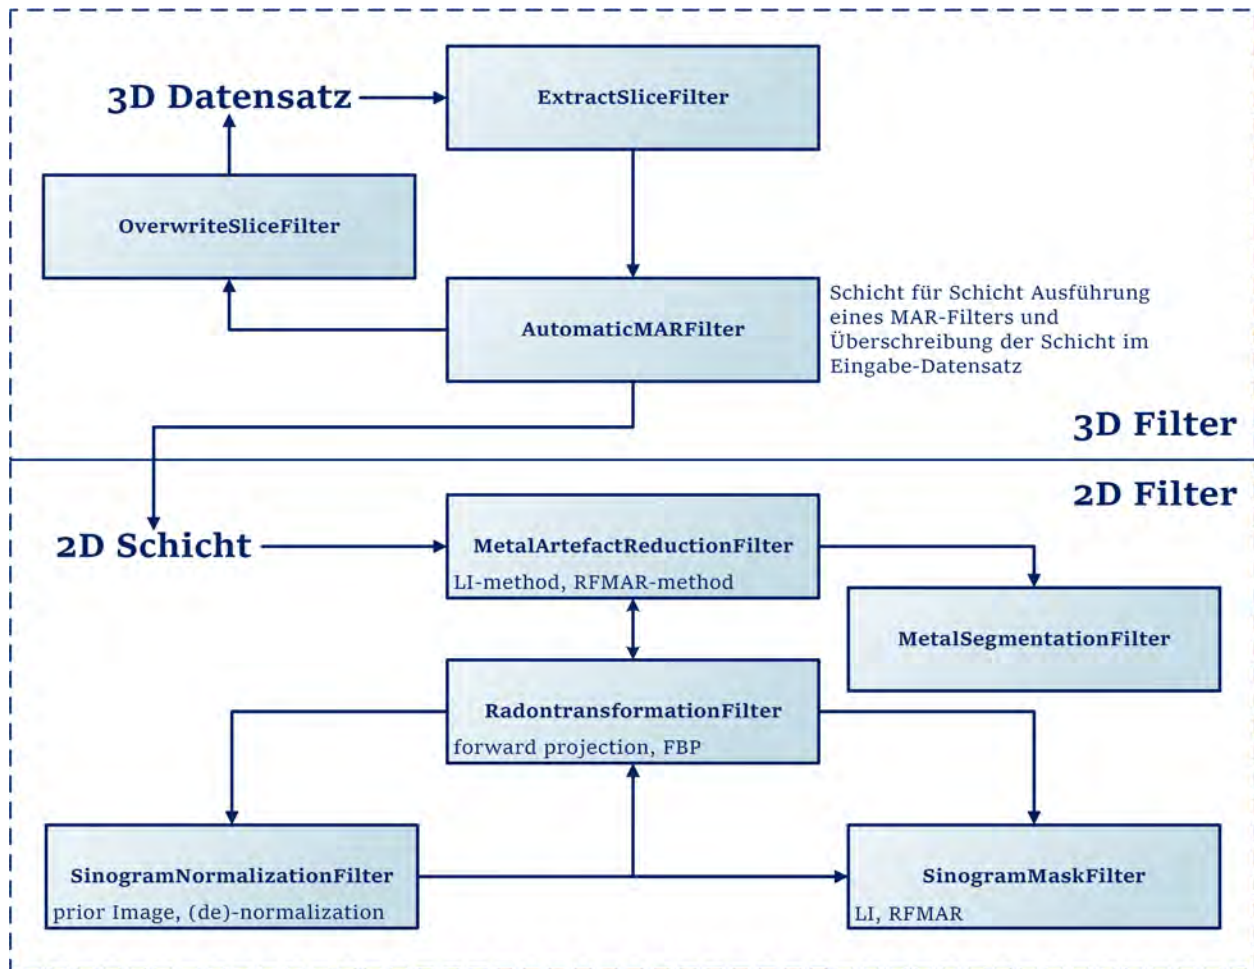 3D Datensatz
ExtractSliceFilter
OverwriteSliceFilter
AutomaticMARFilter
Schicht für Schicht Ausführung
eines MAR-Filters und
Überschreibung der Schicht im
Eingabe-Datensatz
3D Filter
2D Filter
2D Schicht
MetalArtefactReductionFilter
LI-method, RFMAR-method
MetalSegmentationFilter
RadontransformationFilter
forward projection, FBP
SinogramNormalizationFilter
prior Image, (de)-normalization
SinogramMaskFilter
LI, RFMAR